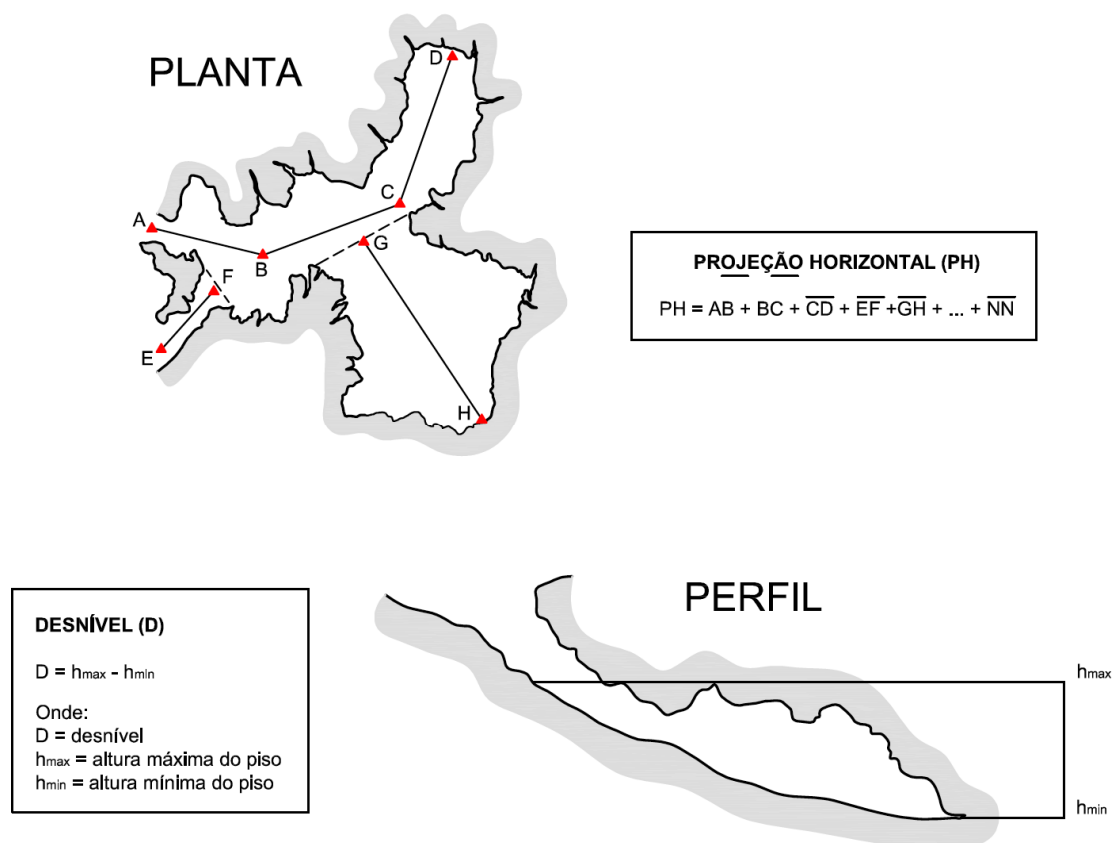 PLANTA
D
C
A
B
G
F
E
H
PROJEÇÃO HORIZONTAL (PH)
PH = AB + BC + CD + EF +GH + ... + NN
PERFIL
DESNÍVEL (D)
D = hmax - hmin
Onde:
D = desnível
hmax = altura máxima do piso
hmin = altura mínima do piso
hmax
hmin